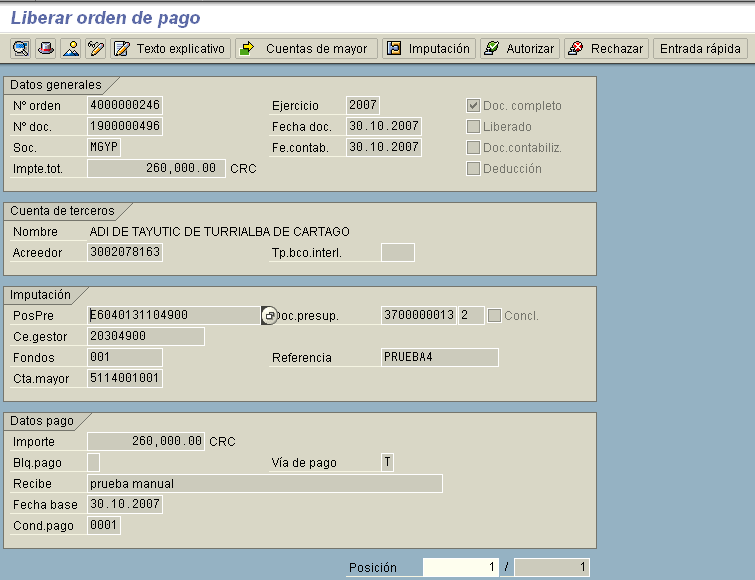 Liberar orden de pago
Texto explicativo Cuentas de mayor Imputación Autorizar Rechazar Entrada rápida
Datos generales
Nº orden 4000000246 Ejercicio 2007 Doc. completo
Nº doc. 1900000496 Fecha doc. 30.10.2007 Liberado
Soc. MGYP Fe.contab. 30.10.2007 Doc.contabiliz.
Impte.tot. 260,000.00 CRC Deducción
Cuenta de terceros
Nombre ADI DE TAYUTIC DE TURRIALBA DE CARTAGO
Acreedor 3002078163 Tp.bco.interl.
Imputación
PosPre E6040131104900 Doc.presup. 3700000013 2 Concl.
Ce.gestor 20304900
Fondos 001 Referencia PRUEBA4
Cta.mayor 5114001001
Datos pago
Importe 260,000.00 CRC
Blq.pago Vía de pago T
Recibe prueba manual
Fecha base 30.10.2007
Cond.pago 0001
Posición 1 / 1